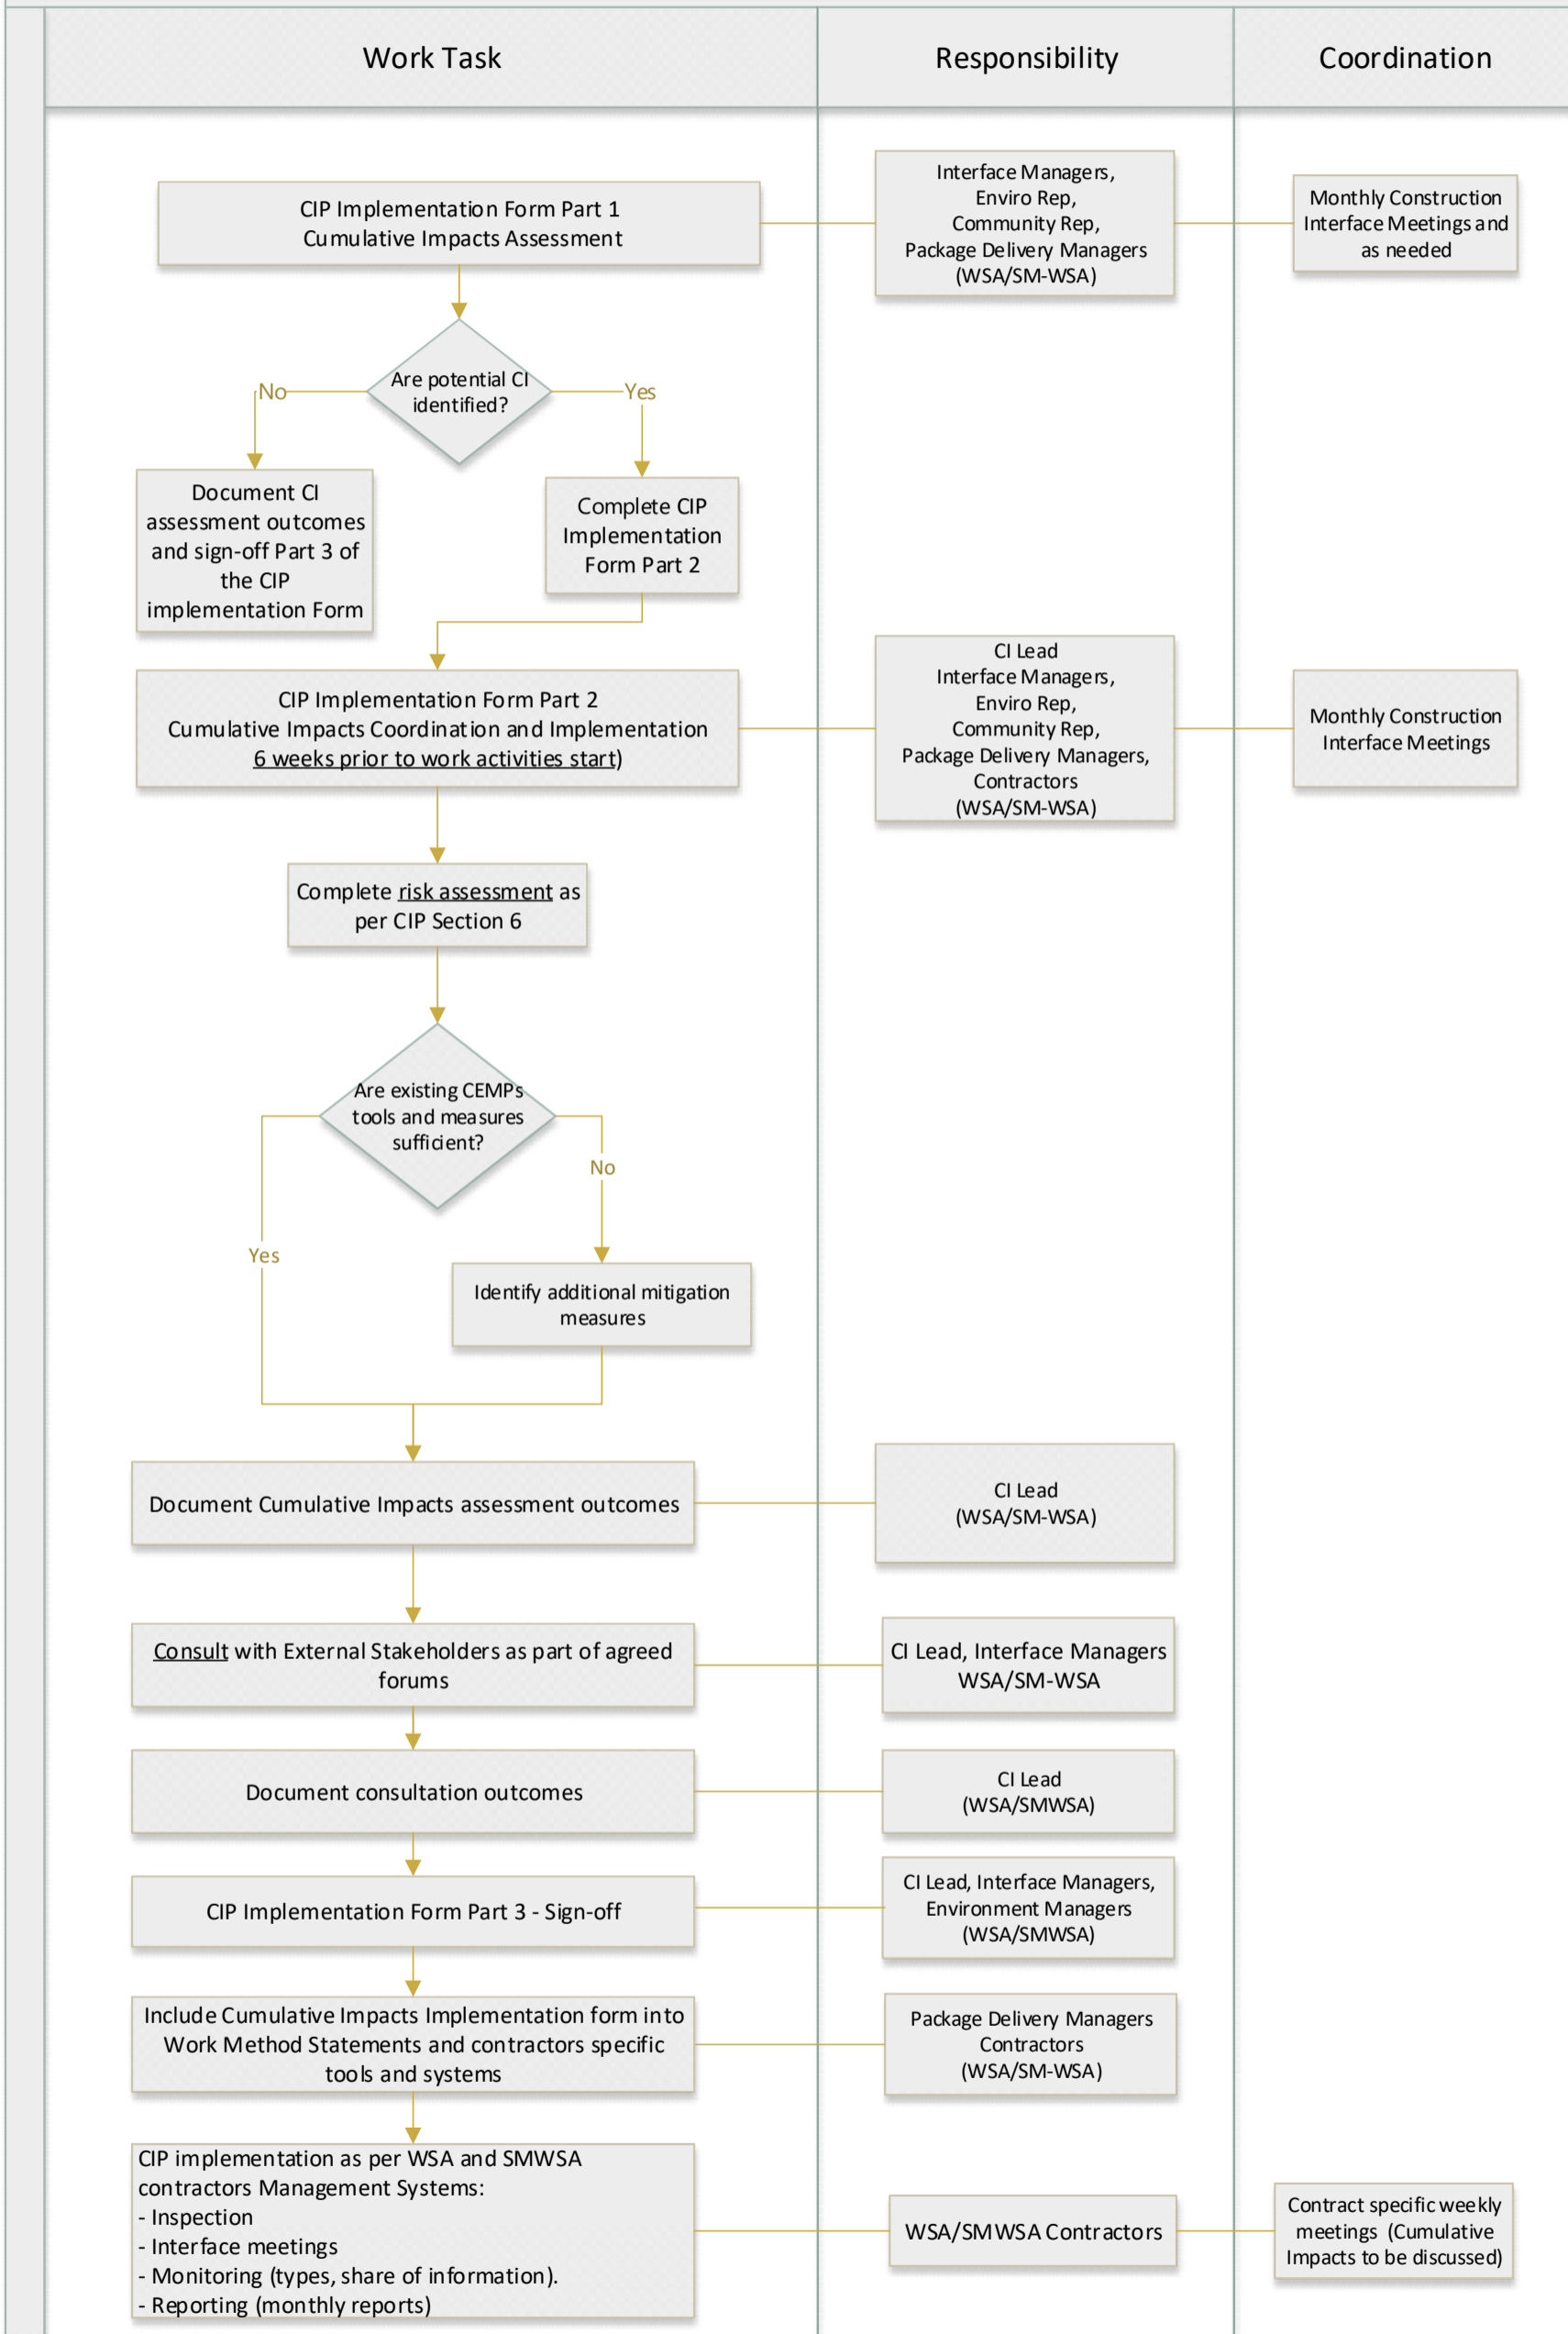 Work Task
Responsibility
Coordination
CIP Implementation Form Part 1
Cumulative Impacts Assessment
Interface Managers,
Enviro Rep,
Community Rep,
Package Delivery Managers
(WSA/SM-WSA)
Monthly Construction
Interface Meetings and
as needed
Are potential CI
identified?
No
Yes
Document CI
assessment outcomes
and sign-off Part 3 of
the CIP
implementation Form
Complete CIP
Implementation
Form Part 2
CIP Implementation Form Part 2
Cumulative Impacts Coordination and Implementation
6 weeks prior to work activities start)
CI Lead
Interface Managers,
Enviro Rep,
Community Rep,
Package Delivery Managers,
Contractors
(WSA/SM-WSA)
Monthly Construction
Interface Meetings
Complete risk assessment as
per CIP Section 6
Are existing CEMPs
tools and measures
sufficient?
No
Yes
Identify additional mitigation
measures
Document Cumulative Impacts assessment outcomes
CI Lead
(WSA/SM-WSA)
Consult with External Stakeholders as part of agreed
forums
CI Lead, Interface Managers
WSA/SM-WSA
Document consultation outcomes
CI Lead
(WSA/SMWSA)
CIP Implementation Form Part 3 - Sign-off
CI Lead, Interface Managers,
Environment Managers
(WSA/SMWSA)
Include Cumulative Impacts Implementation form into
Work Method Statements and contractors specific
tools and systems
Package Delivery Managers
Contractors
(WSA/SM-WSA)
CIP implementation as per WSA and SMWSA
contractors Management Systems:
- Inspection
- Interface meetings
- Monitoring (types, share of information).
- Reporting (monthly reports)
WSA/SMWSA Contractors
Contract specific weekly
meetings (Cumulative
Impacts to be discussed)